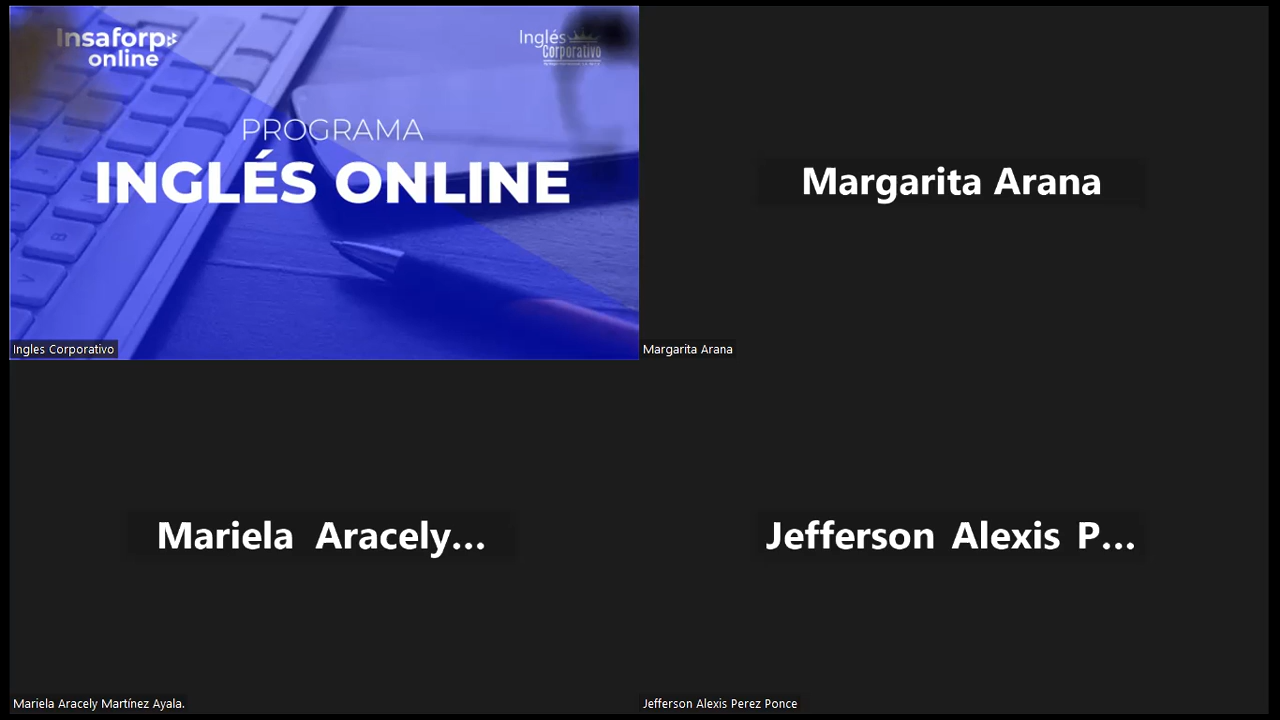 Insaforp
online
Inglés
Corporativo
PROGRAMA
INGLÉS ONLINE
Ingles Corporativo
Margarita Arana
Margarita Arana
Mariela Aracely...
Mariela Aracely Martínez Ayala.
Jefferson Alexis P...
Jefferson Alexis Perez Ponce